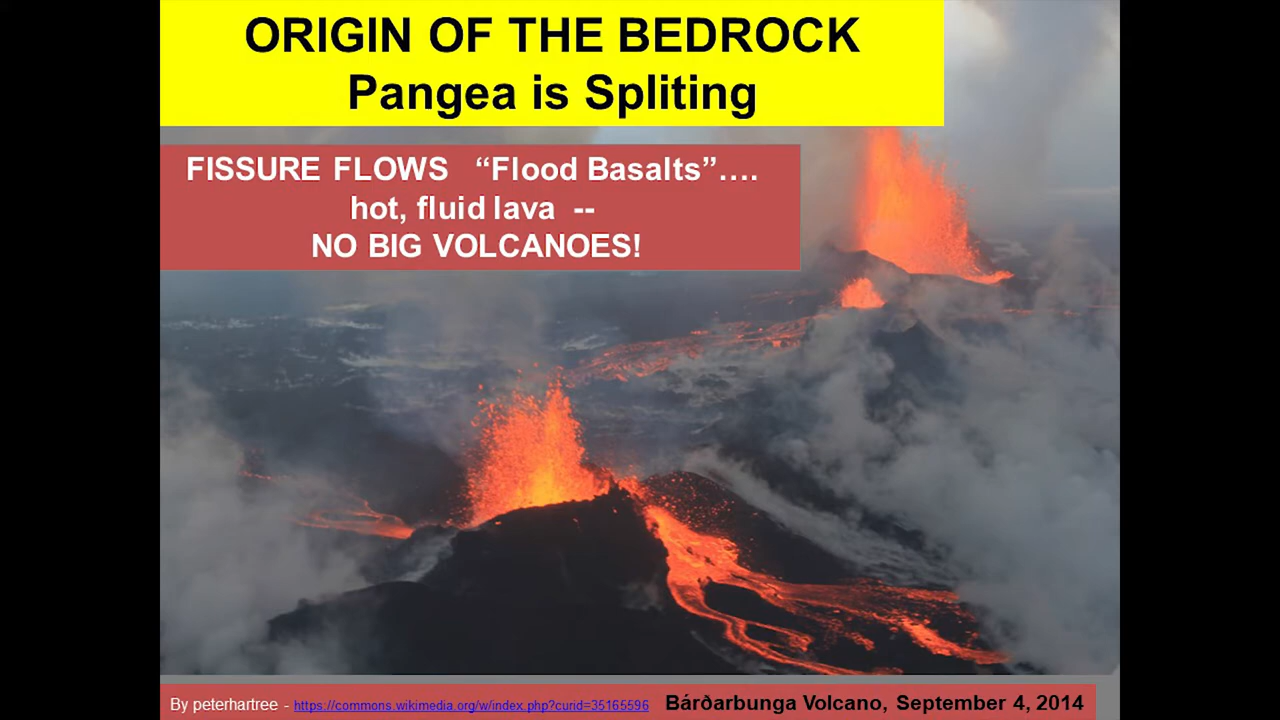 ORIGIN OF THE BEDROCK
Pangea is Spliting
FISSURE FLOWS “Flood Basalts”….
hot, fluid lava --
NO BIG VOLCANOES!
By peterhartree - https://commons.wikimedia.org/w/index.php?curid=35165596 Bárðarbunga Volcano, September 4, 2014